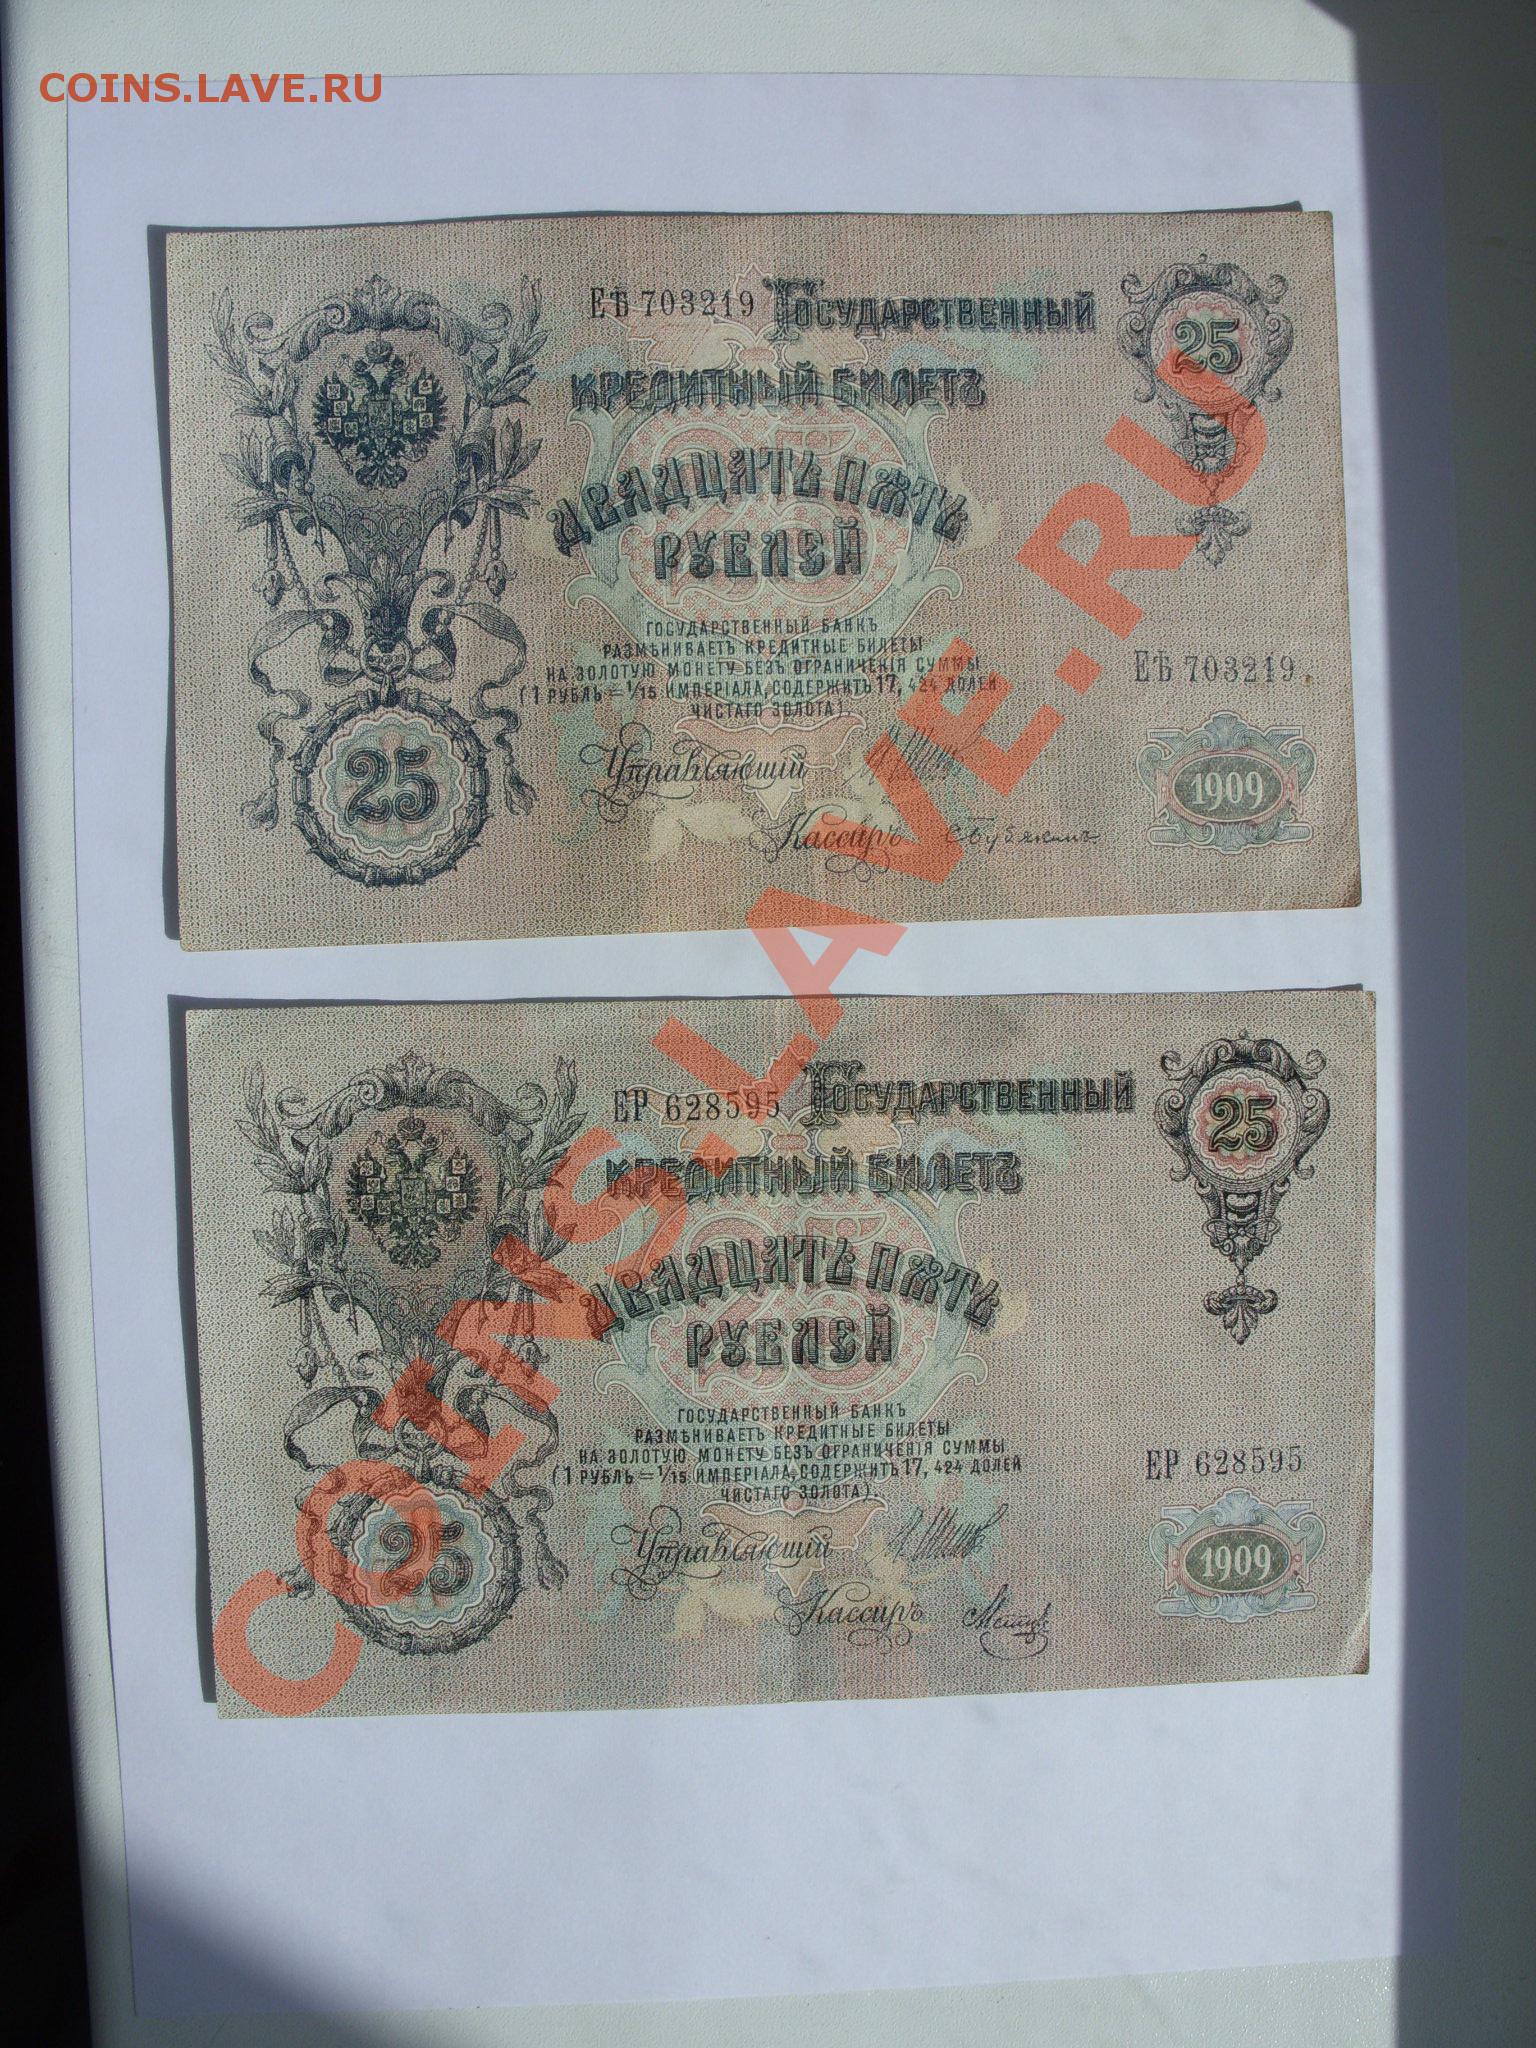 COINS.LAVE.RU
ЕѢ 703219 ГОСУДАРСТВЕННЫЙ
25
КРЕДИТНЫЙ БИЛЕТЪ
ДВАДЦАТЬ ПѦТЬ
РУБЛЕЙ
ГОСУДАРСТВЕННЫЙ БАНКЪ
РАЗМѢНИВАЕТЪ КРЕДИТНЫЕ БИЛЕТЫ
НА ЗОЛОТУЮ МОНЕТУ БЕЗЪ ОГРАНИЧЕНІЯ СУММЫ
(1 РУБЛЬ = 1/15 ИМПЕРІАЛА, СОДЕРЖИТЪ 17, 424 ДОЛЕЙ
ЧИСТАГО ЗОЛОТА).
ЕѢ 703219
25
Управляющій
1909
Кассиръ
ЕР 628595 ГОСУДАРСТВЕННЫЙ
25
КРЕДИТНЫЙ БИЛЕТЪ
ДВАДЦАТЬ ПѦТЬ
РУБЛЕЙ
ГОСУДАРСТВЕННЫЙ БАНКЪ
РАЗМѢНИВАЕТЪ КРЕДИТНЫЕ БИЛЕТЫ
НА ЗОЛОТУЮ МОНЕТУ БЕЗЪ ОГРАНИЧЕНІЯ СУММЫ
(1 РУБЛЬ = 1/15 ИМПЕРІАЛА, СОДЕРЖИТЪ 17, 424 ДОЛЕЙ
ЧИСТАГО ЗОЛОТА).
ЕР 628595
25
Управляющій
1909
Кассиръ
COINS.LAVE.RU